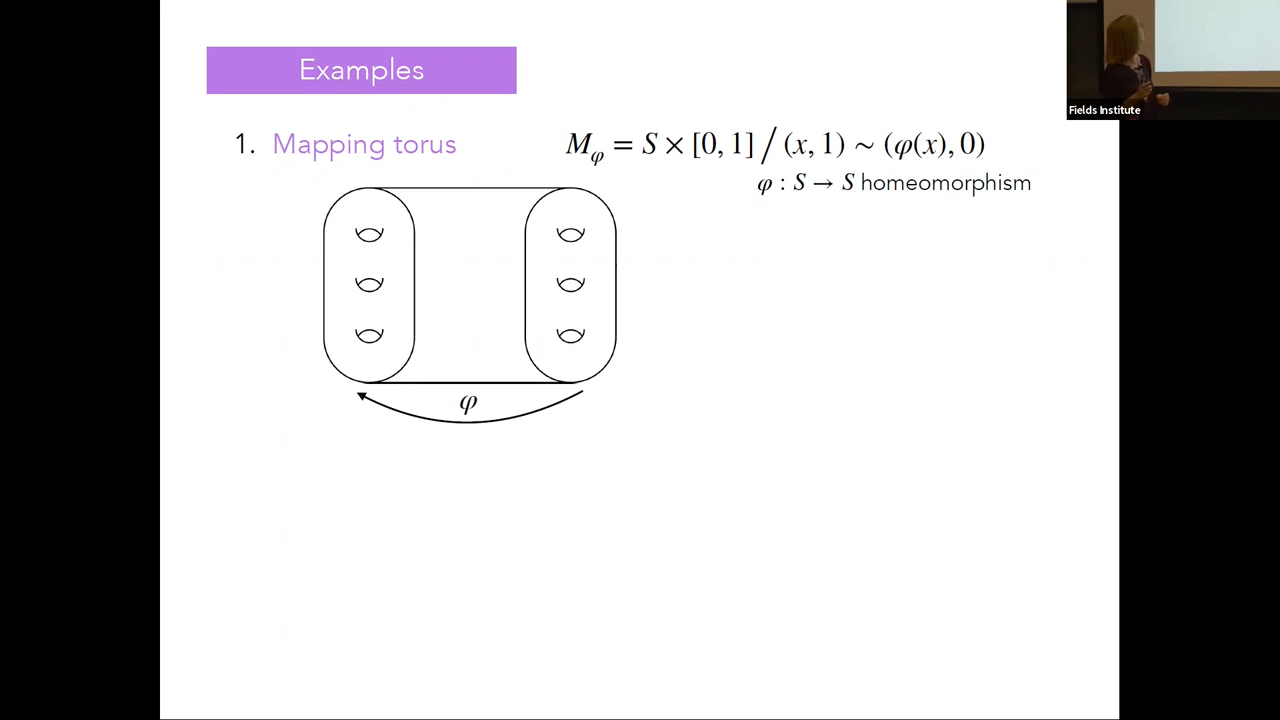 Examples
1. Mapping torus
M_φ = S × [0, 1] / (x, 1) ~ (φ(x), 0)
φ : S → S homeomorphism
φ
Fields Institute